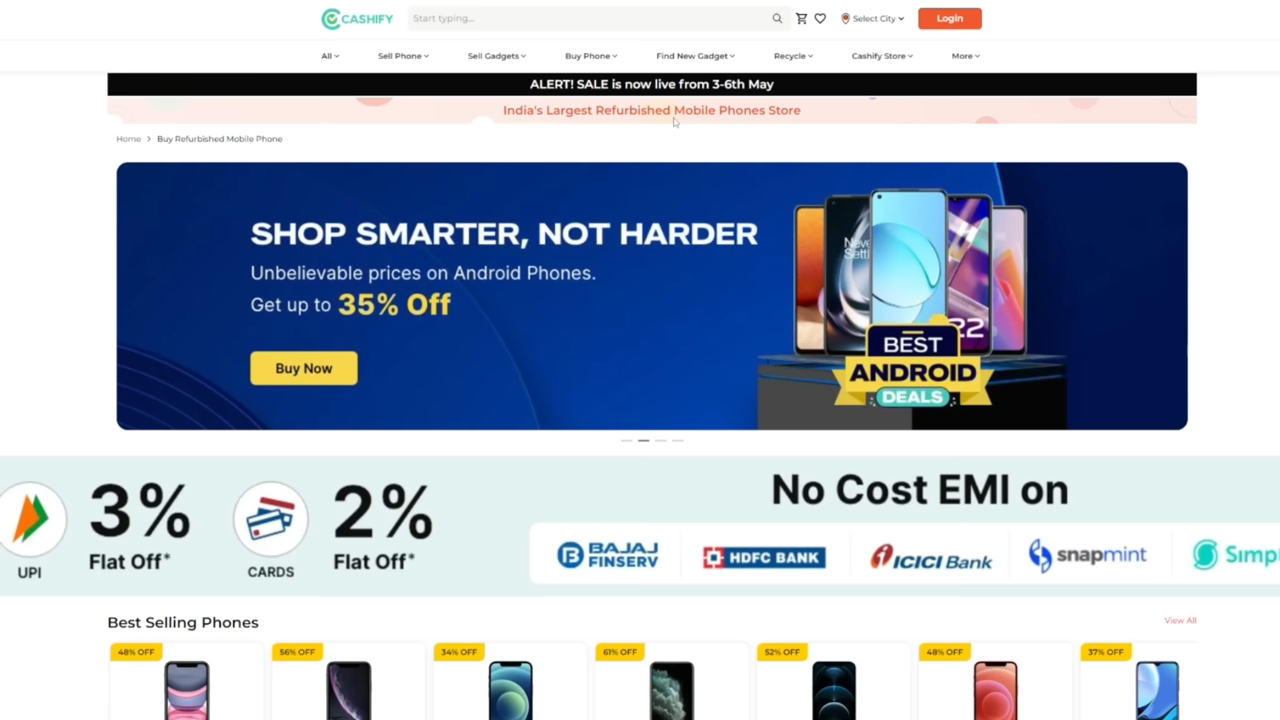 CASHIFY
Start typing...
Select City
Login
All
Sell Phone
Sell Gadgets
Buy Phone
Find New Gadget
Recycle
Cashify Store
More
ALERT! SALE is now live from 3-6th May
India's Largest Refurbished Mobile Phones Store
Home > Buy Refurbished Mobile Phone
SHOP SMARTER, NOT HARDER
Unbelievable prices on Android Phones.
Get up to 35% Off
Buy Now
Never
Settl
22
BEST
ANDROID
DEALS
UPI
3%
Flat Off*
CARDS
2%
Flat Off*
No Cost EMI on
BAJAJ
FINSERV
HDFC BANK
ICICI Bank
snapmint
Simpl
Best Selling Phones
View All
48% OFF
56% OFF
34% OFF
61% OFF
52% OFF
48% OFF
37% OFF